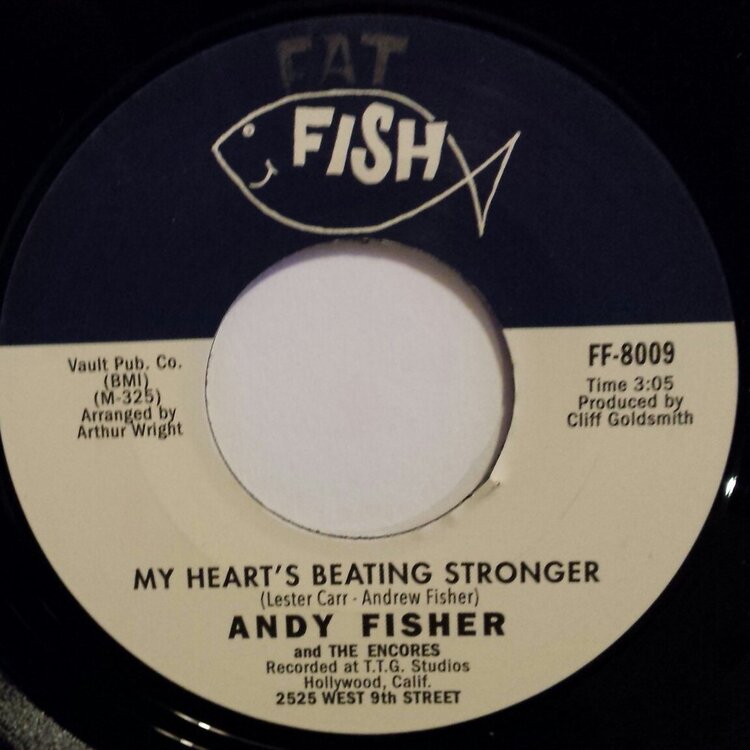 FAT
FISH
Vault Pub. Co.
(BMI)
(M-325)
Arranged by
Arthur Wright
FF-8009
Time 3:05
Produced by
Cliff Goldsmith
MY HEART'S BEATING STRONGER
(Lester Carr - Andrew Fisher)
ANDY FISHER
and THE ENCORES
Recorded at T.T.G. Studios
Hollywood, Calif.
2525 WEST 9th STREET